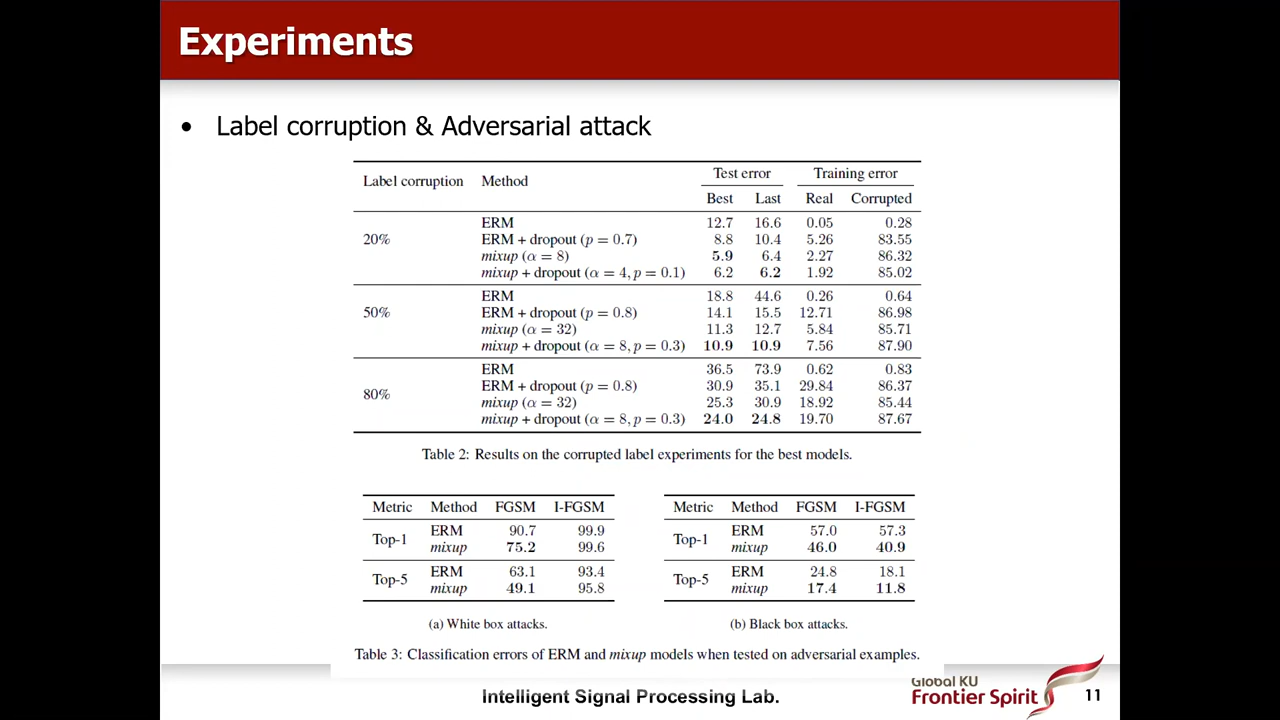 Experiments
• Label corruption & Adversarial attack
Label corruption Method Test error Training error
Best Last Real Corrupted
ERM 12.7 16.6 0.05 0.28
20% ERM + dropout (p = 0.7) 8.8 10.4 5.26 83.55
mixup (α = 8) 5.9 6.4 2.27 86.32
mixup + dropout (α = 4, p = 0.1) 6.2 6.2 1.92 85.02
ERM 18.8 44.6 0.26 0.64
50% ERM + dropout (p = 0.8) 14.1 15.5 12.71 86.98
mixup (α = 32) 11.3 12.7 5.84 85.71
mixup + dropout (α = 8, p = 0.3) 10.9 10.9 7.56 87.90
ERM 36.5 73.9 0.62 0.83
80% ERM + dropout (p = 0.8) 30.9 35.1 29.84 86.37
mixup (α = 32) 25.3 30.9 18.92 85.44
mixup + dropout (α = 8, p = 0.3) 24.0 24.8 19.70 87.67
Table 2: Results on the corrupted label experiments for the best models.
Metric Method FGSM I-FGSM
Top-1 ERM 90.7 99.9
mixup 75.2 99.6
Top-5 ERM 63.1 93.4
mixup 49.1 95.8
(a) White box attacks.
Metric Method FGSM I-FGSM
Top-1 ERM 57.0 57.3
mixup 46.0 40.9
Top-5 ERM 24.8 18.1
mixup 17.4 11.8
(b) Black box attacks.
Table 3: Classification errors of ERM and mixup models when tested on adversarial examples.
Intelligent Signal Processing Lab.
Global KU
Frontier Spirit
11